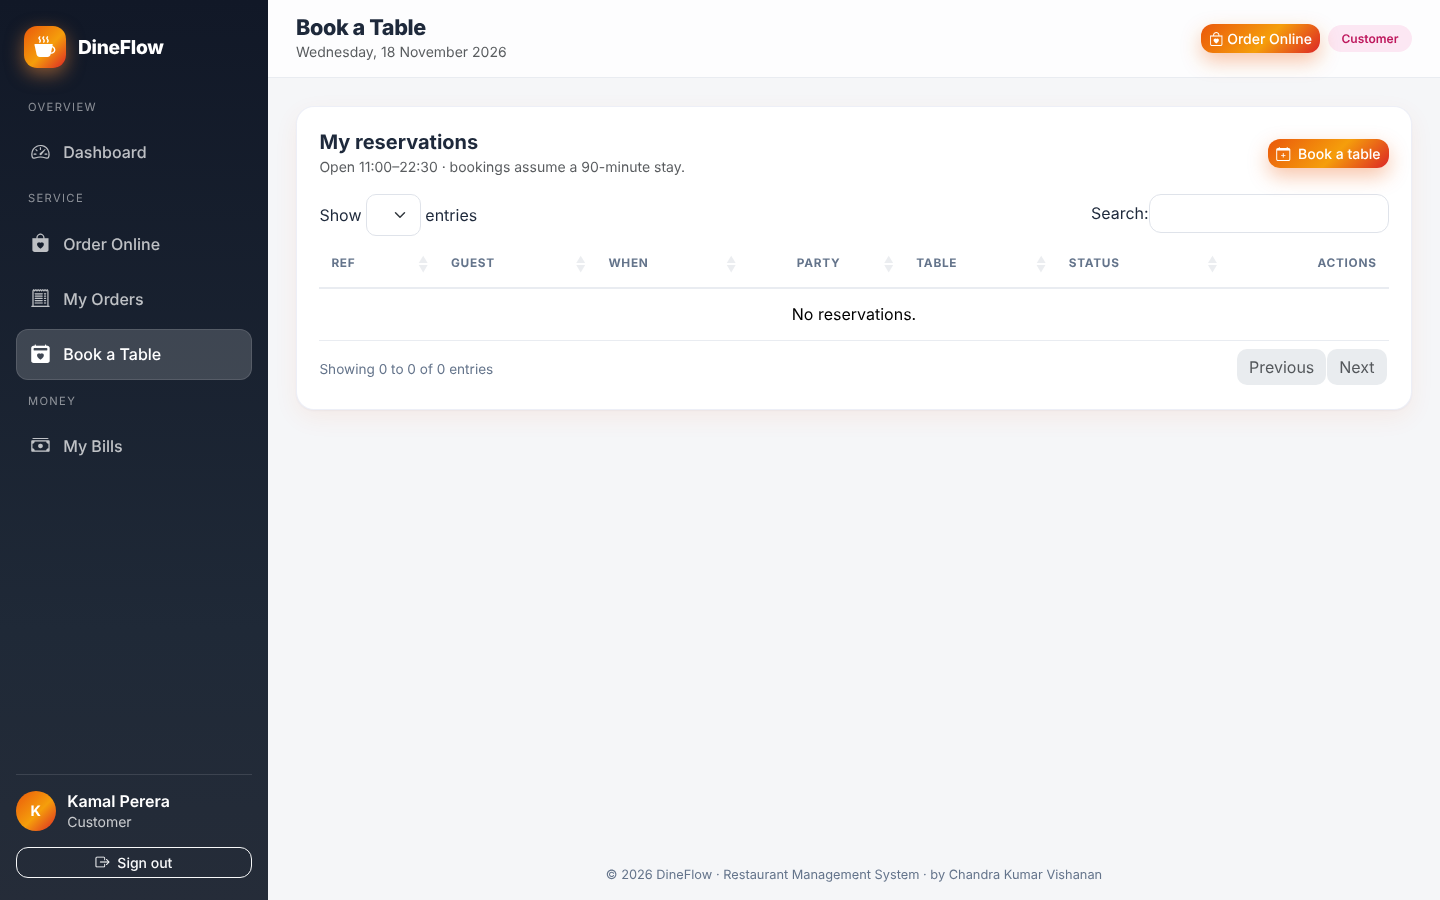 DineFlow
OVERVIEW
Dashboard
SERVICE
Order Online
My Orders
Book a Table
MONEY
My Bills
K
Kamal Perera
Customer
Sign out
Book a Table
Wednesday, 18 November 2026
Order Online
Customer
My reservations
Open 11:00–22:30 · bookings assume a 90-minute stay.
Book a table
Show entries
Search:
REF GUEST WHEN PARTY TABLE STATUS ACTIONS
No reservations.
Showing 0 to 0 of 0 entries
Previous Next
© 2026 DineFlow · Restaurant Management System · by Chandra Kumar Vishanan